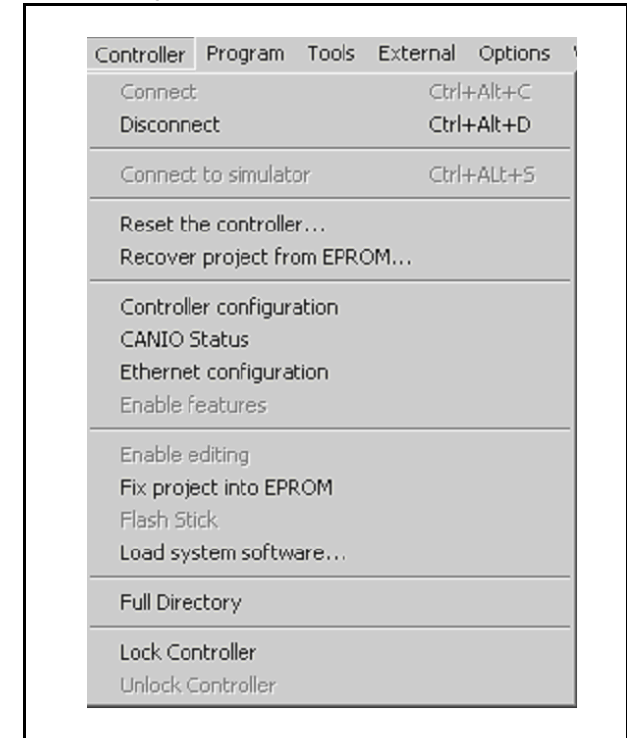 Controller Program Tools External Options
Connect Ctrl+Alt+C
Disconnect Ctrl+Alt+D
Connect to simulator Ctrl+ALt+S
Reset the controller...
Recover project from EPROM...
Controller configuration
CANIO Status
Ethernet configuration
Enable features
Enable editing
Fix project into EPROM
Flash Stick
Load system software...
Full Directory
Lock Controller
Unlock Controller